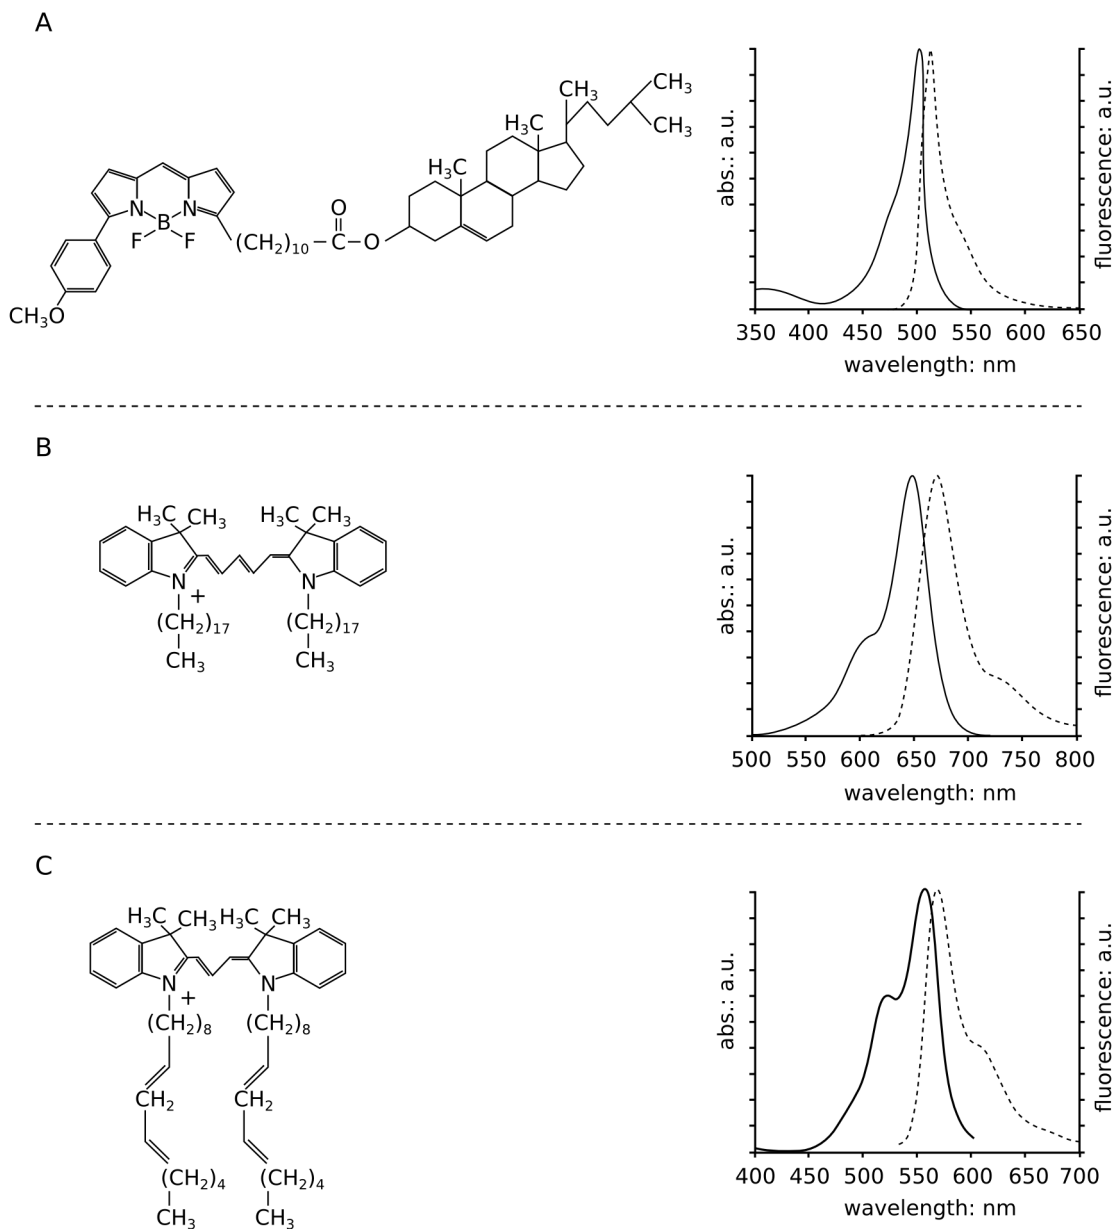 A
CH₃
CH₃
CH₃
H₃C
H₃C
O
C
O
(CH₂)₁₀
N
B
N
F
F
CH₃O
abs.: a.u.
fluorescence: a.u.
350 400 450 500 550 600 650
wavelength: nm
B
H₃C CH₃
H₃C CH₃
N
+
N
(CH₂)₁₇
(CH₂)₁₇
CH₃
CH₃
abs.: a.u.
fluorescence: a.u.
500 550 600 650 700 750 800
wavelength: nm
C
H₃C CH₃ H₃C CH₃
N
+
N
(CH₂)₈
(CH₂)₈
CH₂
CH₂
(CH₂)₄
(CH₂)₄
CH₃
CH₃
abs.: a.u.
fluorescence: a.u.
400 450 500 550 600 650 700
wavelength: nm